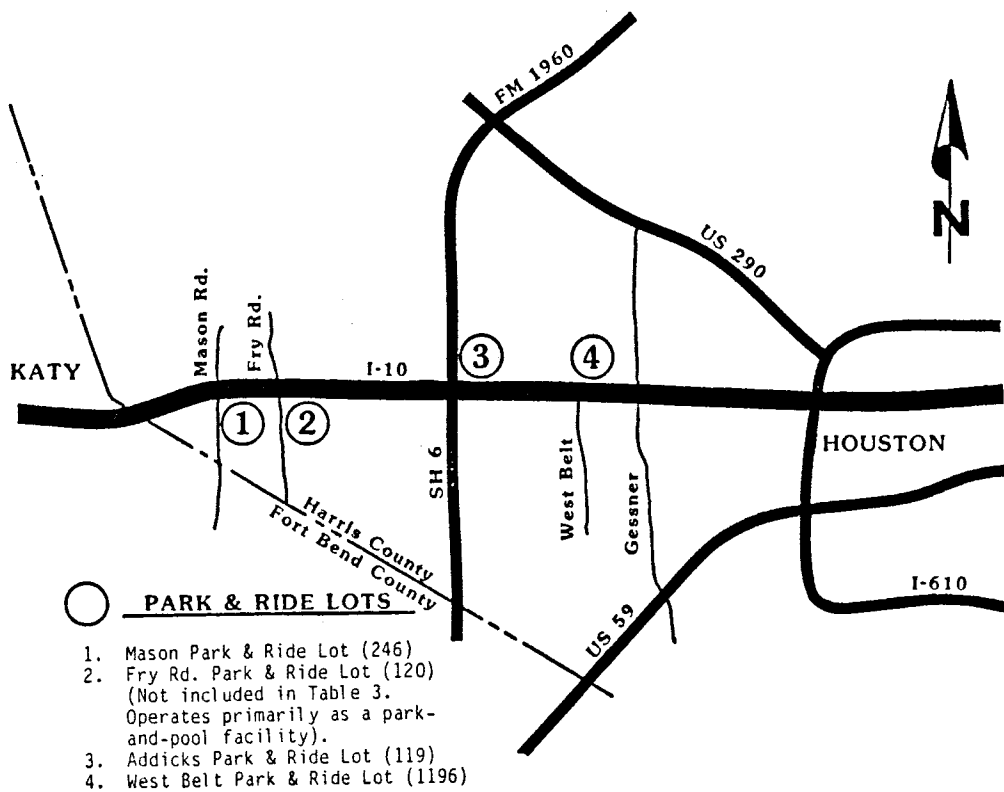 FM 1960
N
US 290
Mason Rd.
Fry Rd.
KATY
I-10
3
4
1
2
HOUSTON
SH 6
West Belt
Gessner
Harris County
Fort Bend County
I-610
US 59
PARK & RIDE LOTS
1. Mason Park & Ride Lot (246)
2. Fry Rd. Park & Ride Lot (120)
(Not included in Table 3.
Operates primarily as a park-
and-pool facility).
3. Addicks Park & Ride Lot (119)
4. West Belt Park & Ride Lot (1196)